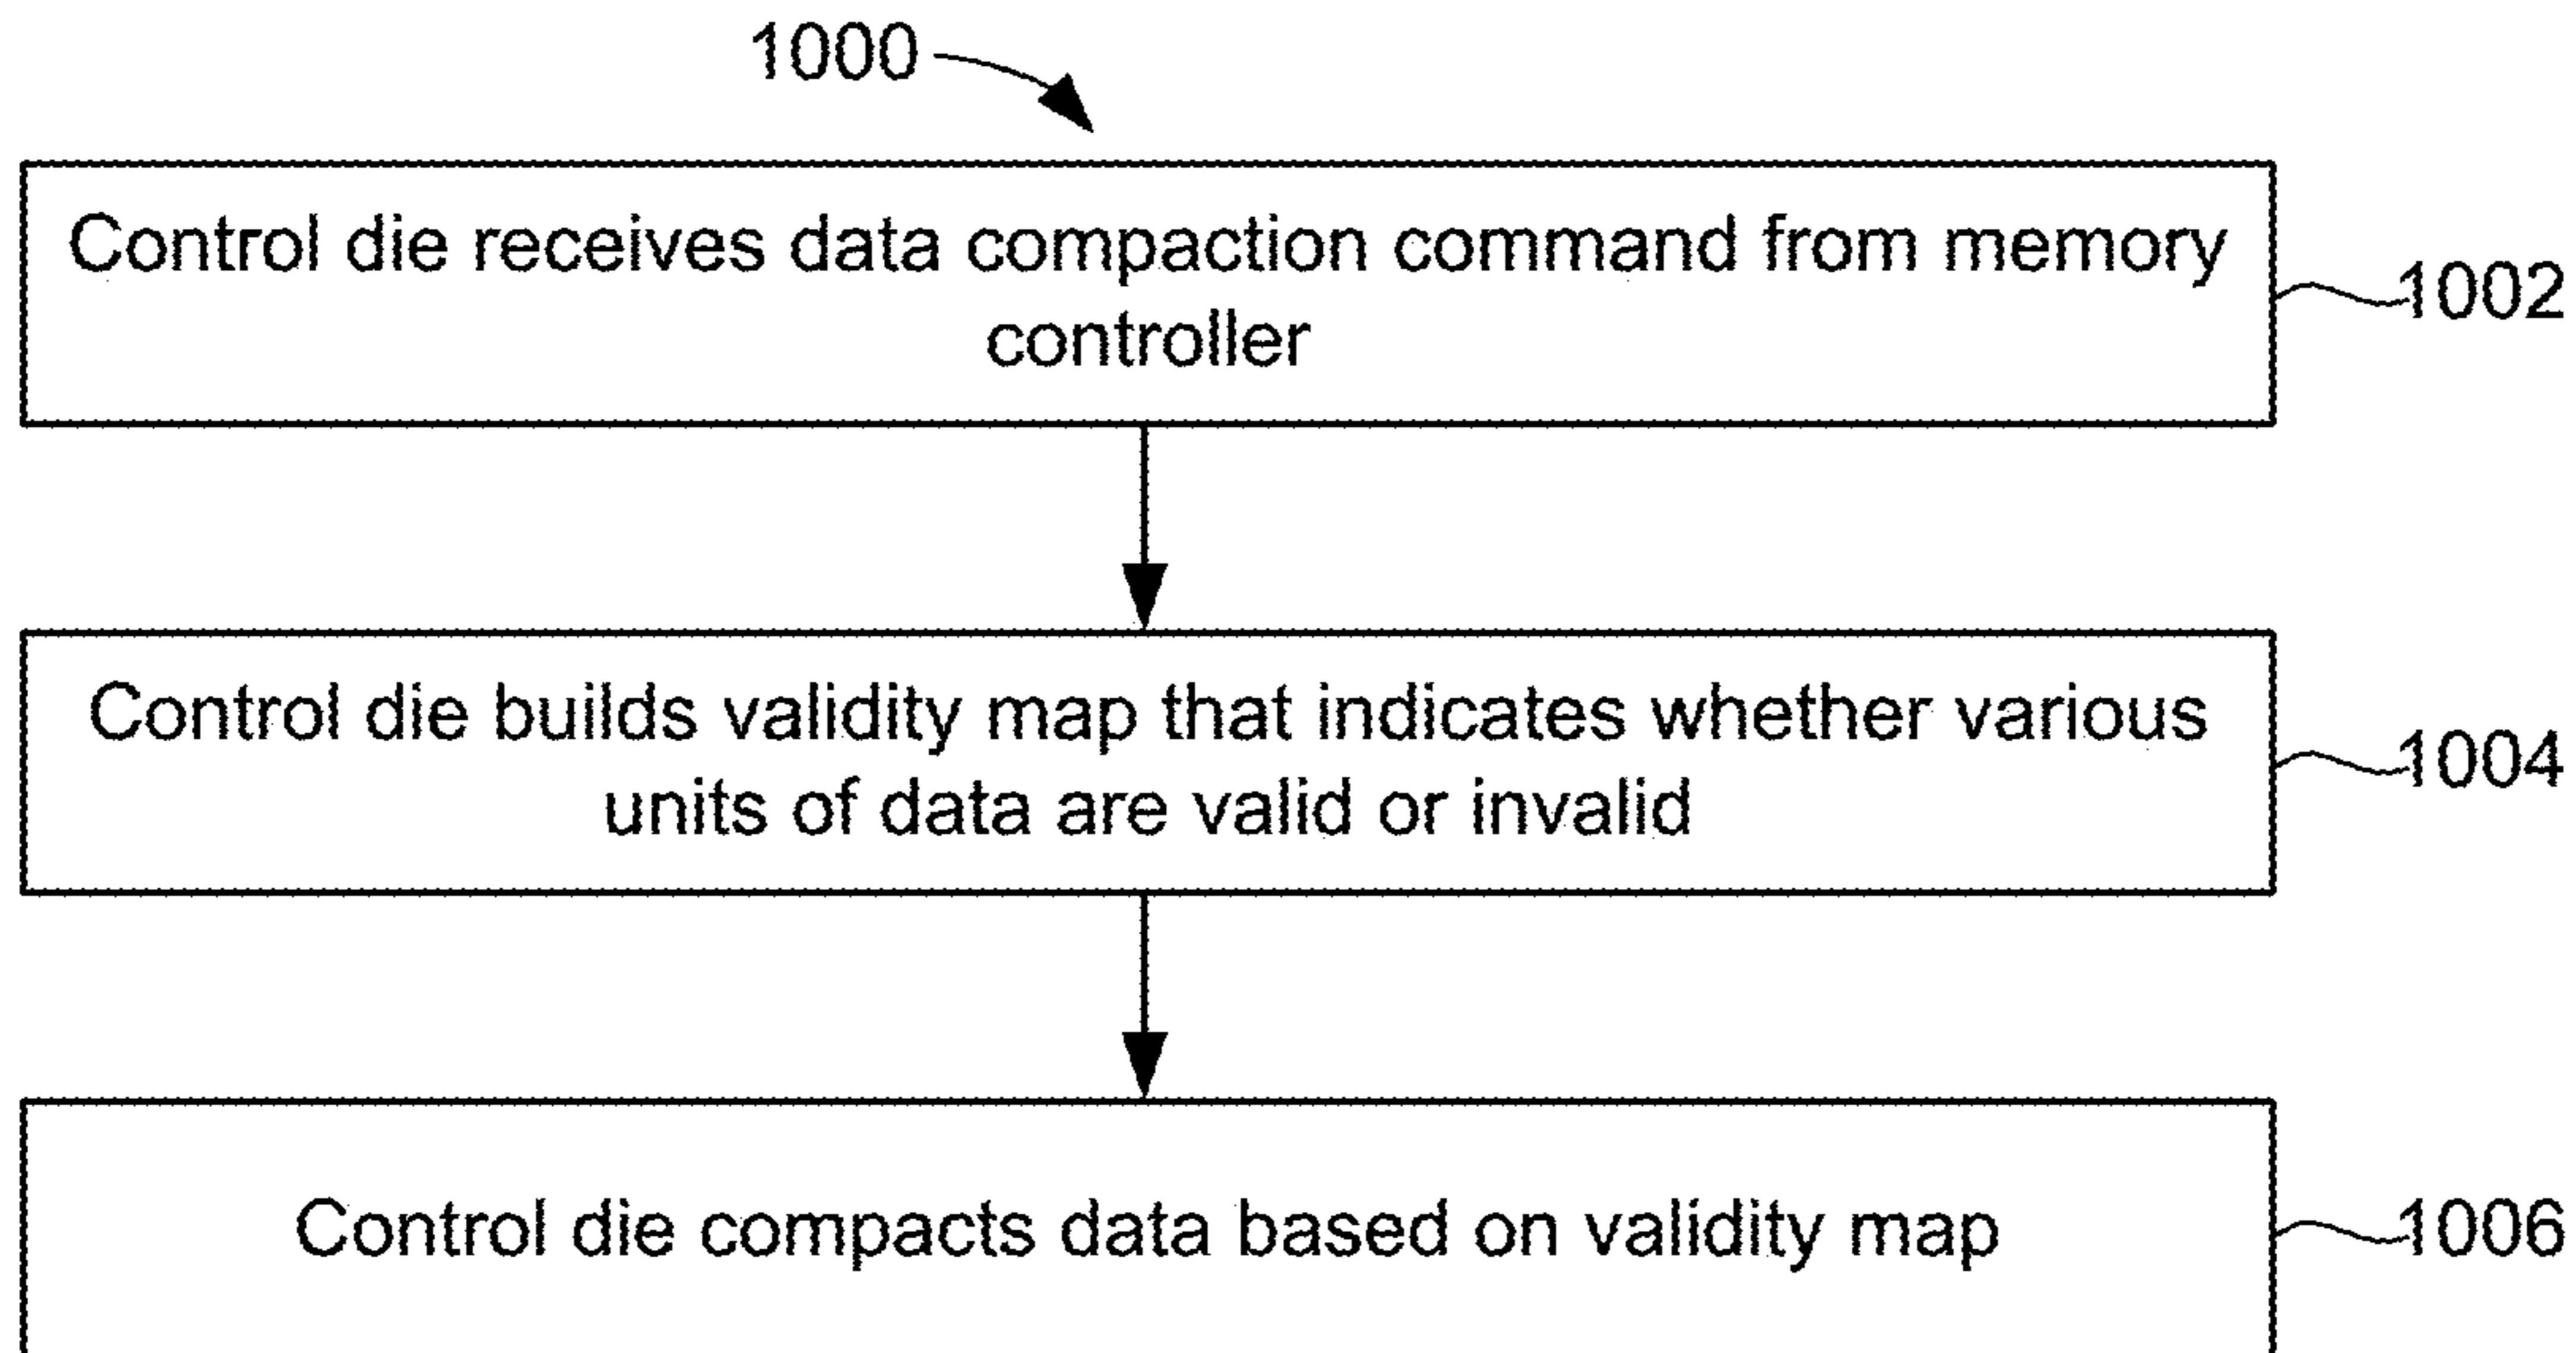 1000
Control die receives data compaction command from memory
controller
1002
Control die builds validity map that indicates whether various
units of data are valid or invalid
1004
Control die compacts data based on validity map
1006